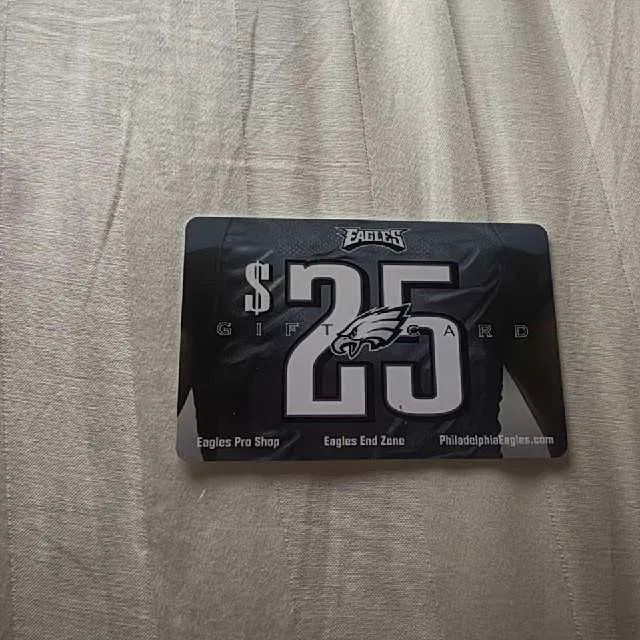 EAGLES
$25
GIFT CARD
Eagles Pro Shop Eagles End Zone PhiladelphiaEagles.com